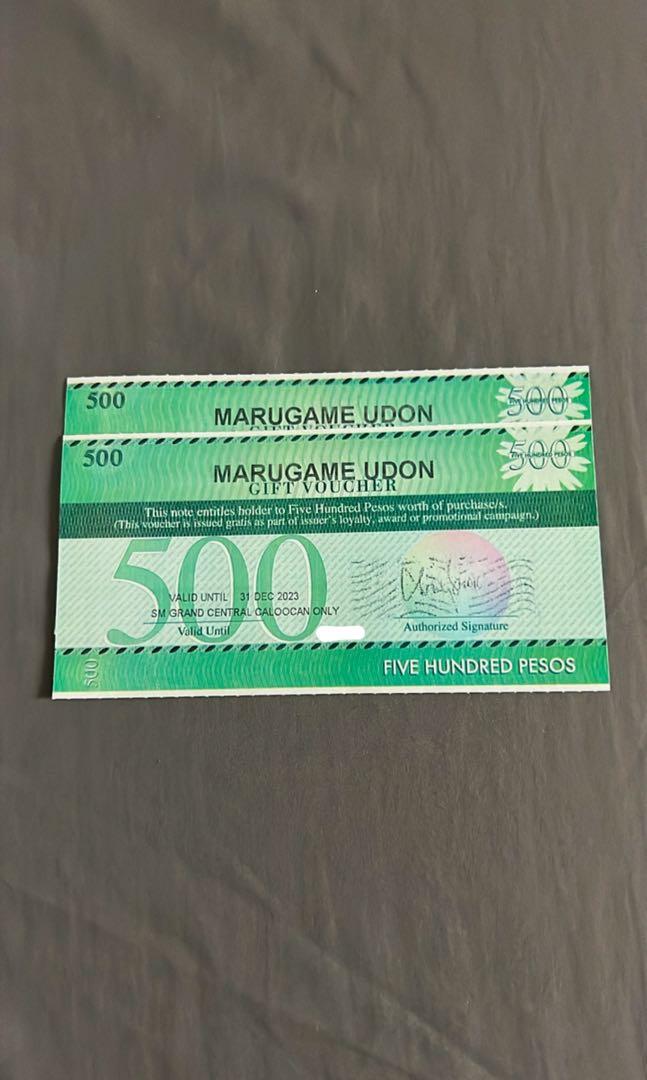 500
500
FIVE HUNDRED PESOS
MARUGAME UDON
GIFT VOUCHER
500
500
FIVE HUNDRED PESOS
MARUGAME UDON
GIFT VOUCHER
This note entitles holder to Five Hundred Pesos worth of purchase/s.
(This voucher is issued gratis as part of issuer's loyalty, award or promotional campaign.)
500
VALID UNTIL 31 DEC 2023
SM GRAND CENTRAL CALOOCAN ONLY
Valid Until
Authorized Signature
500
FIVE HUNDRED PESOS